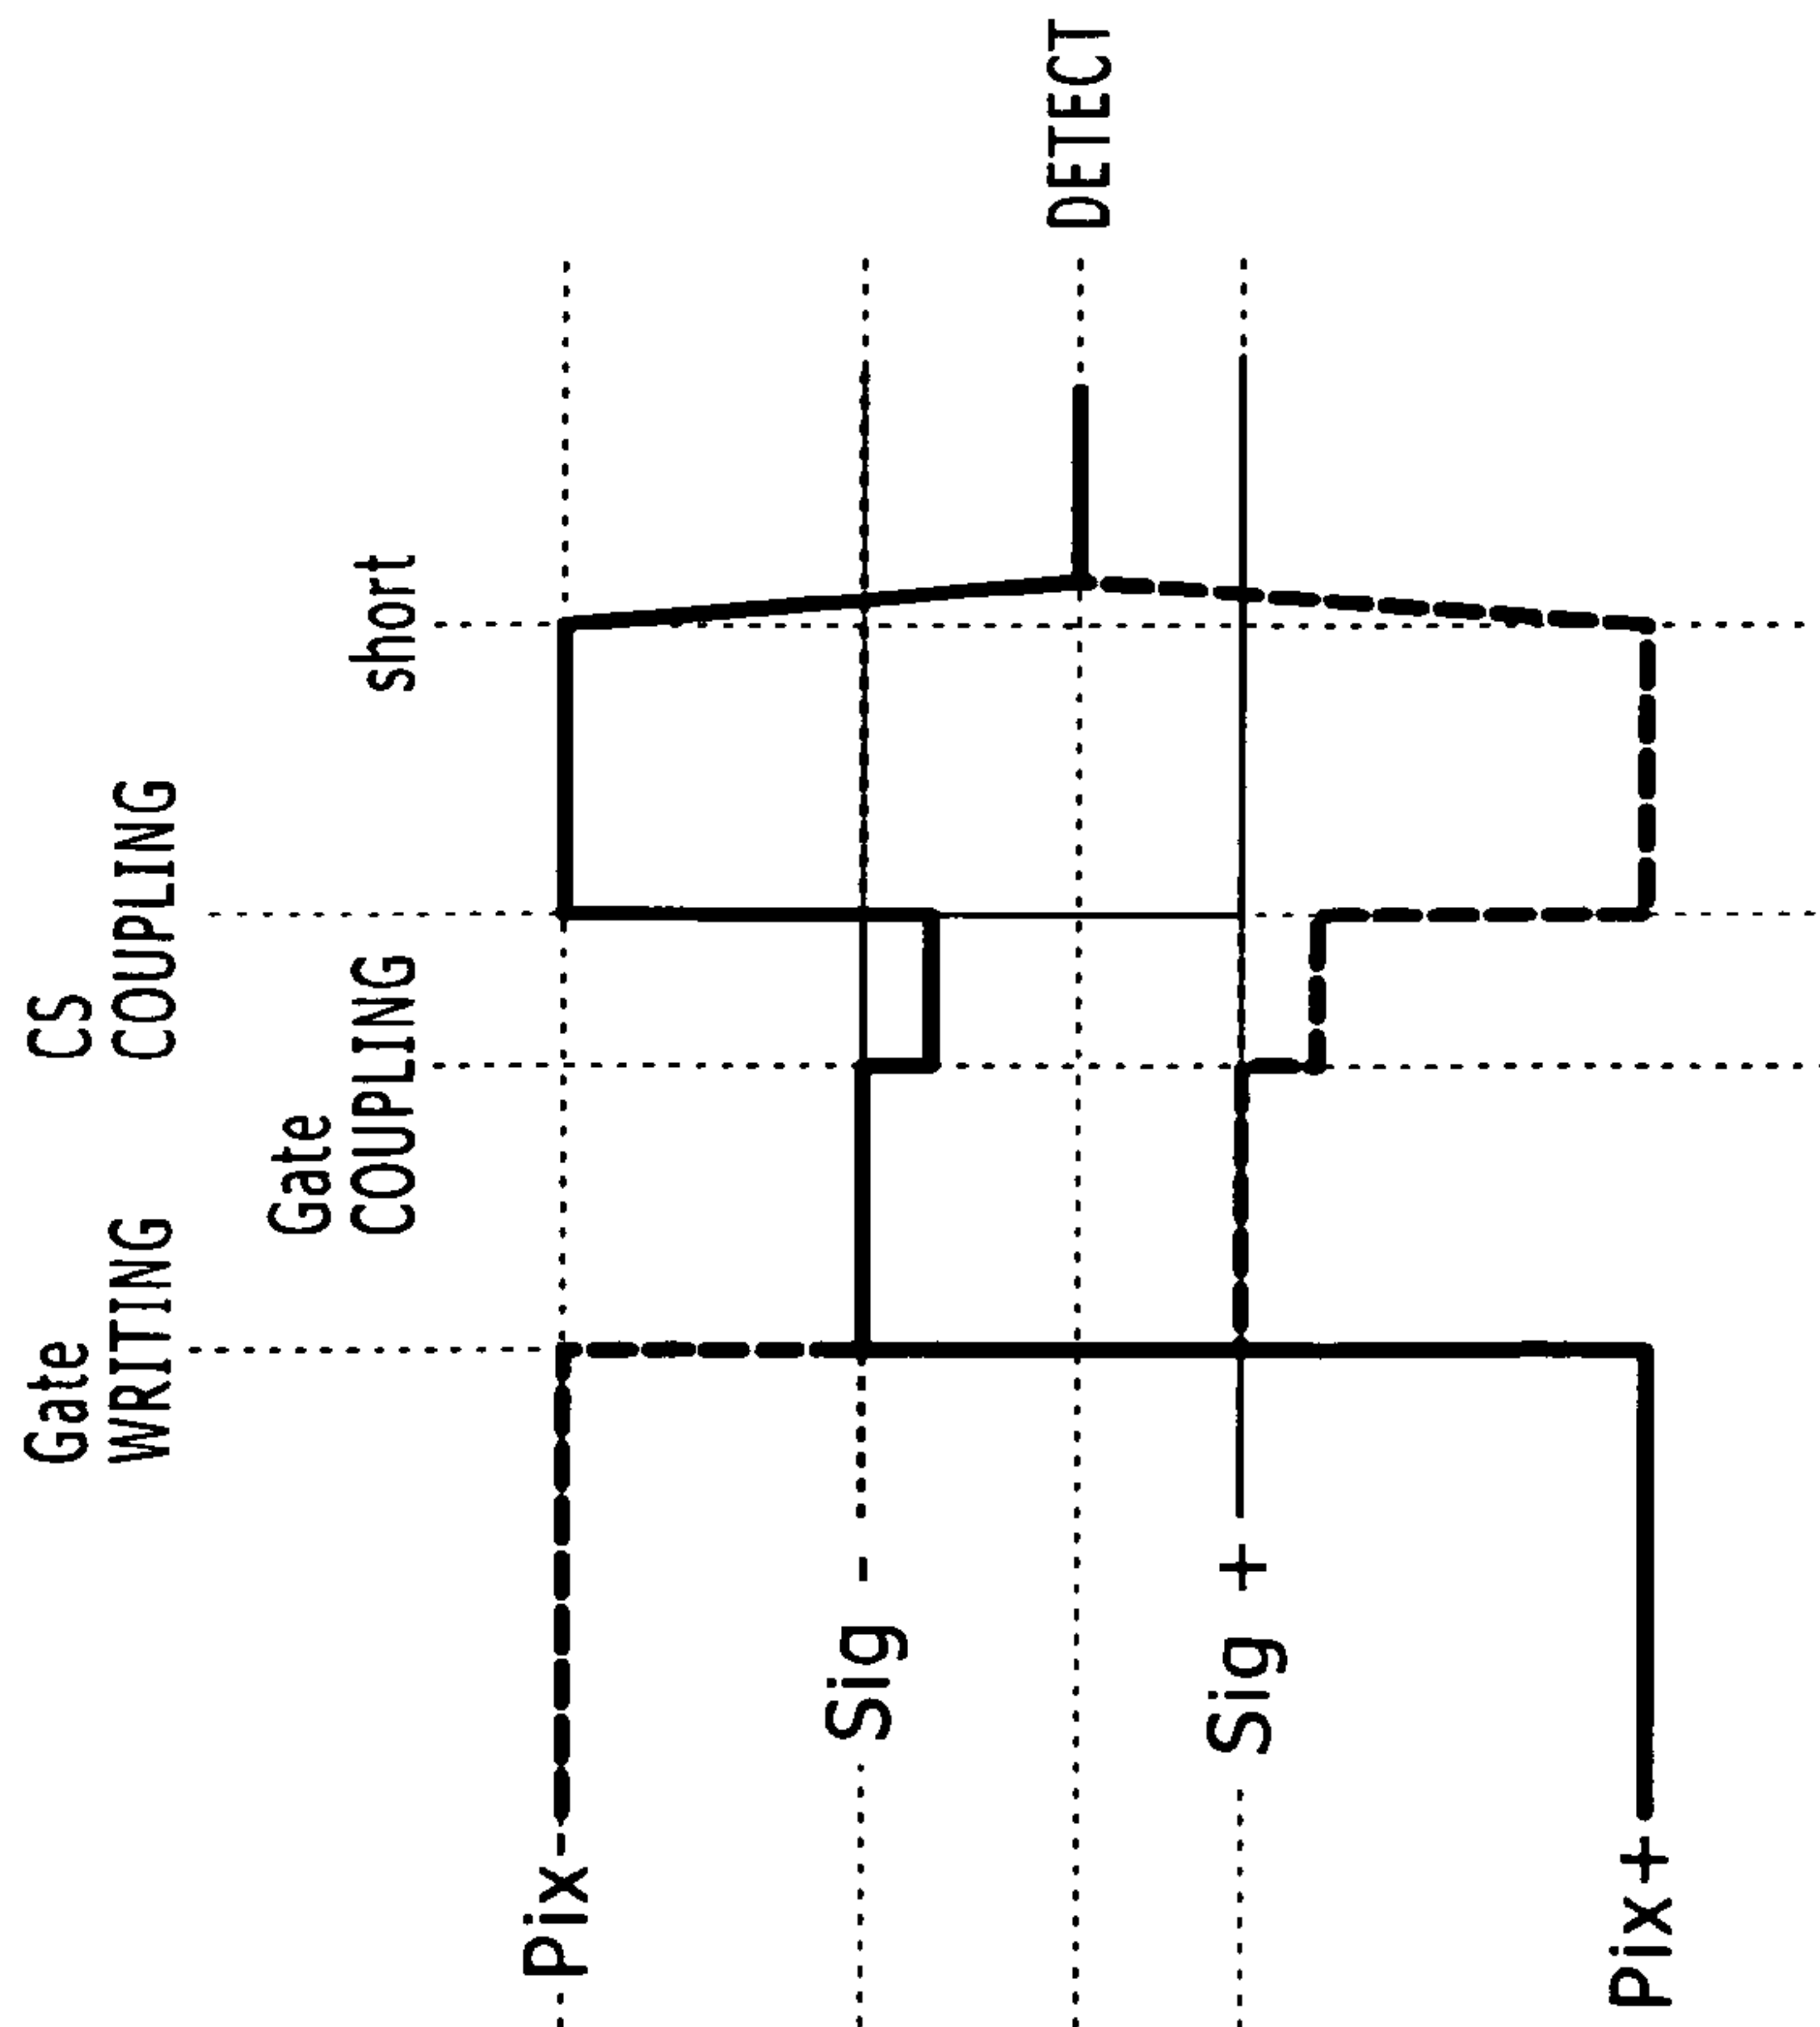 Gate
WRITING
CS
COUPLING
Gate
COUPLING
short
Pix-
Sig -
DETECT
Sig +
Pix+